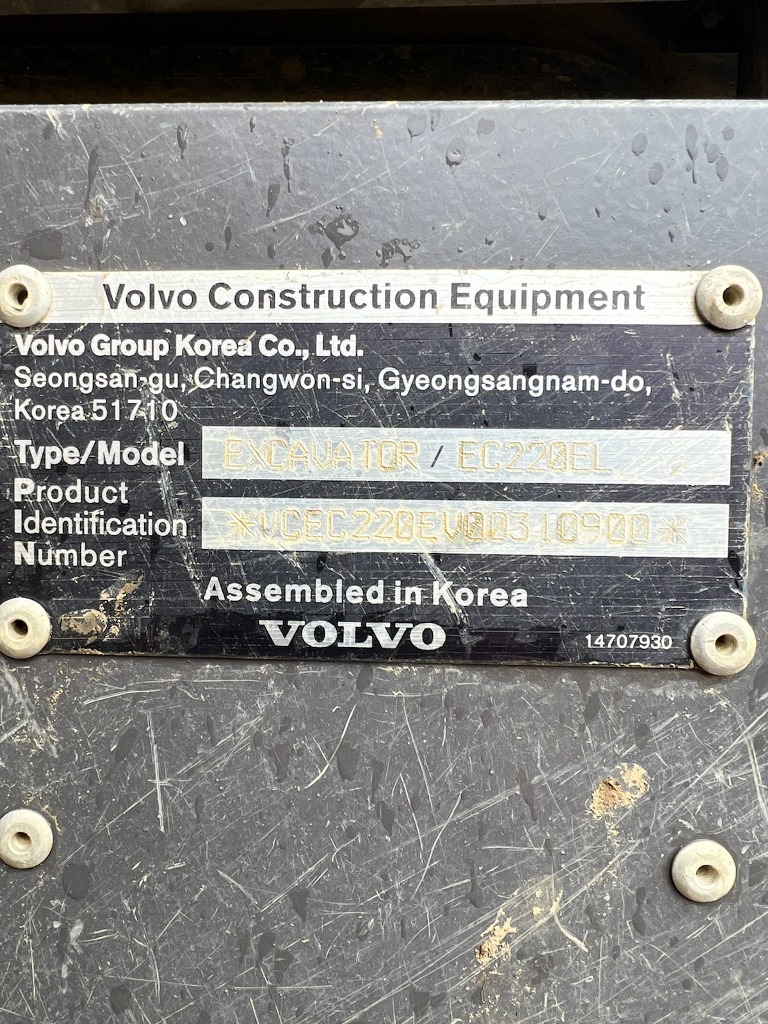 Volvo Construction Equipment
Volvo Group Korea Co., Ltd.
Seongsan-gu, Changwon-si, Gyeongsangnam-do,
Korea 51710
Type/Model EXCAVATOR / EC220EL
Product
Identification *VCEC220EV00310900*
Number
Assembled in Korea
VOLVO
14707930